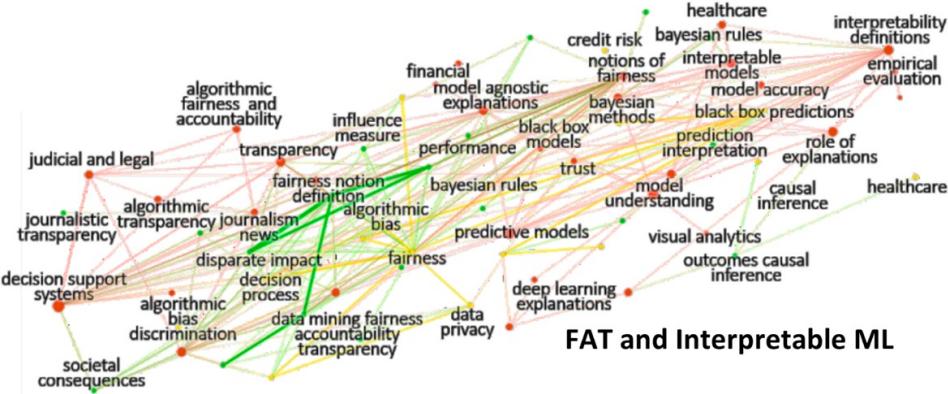 healthcare
credit risk
bayesian rules
interpretability
definitions
notions of
fairness
interpretable
models
empirical
evaluation
financial
model agnostic
explanations
model accuracy
algorithmic
fairness and
accountability
bayesian
methods
black box predictions
influence
measure
black box
models
prediction
interpretation
role of
explanations
transparency
performance
judicial and legal
trust
fairness notion
definition
bayesian rules
model
understanding
causal
inference
healthcare
journalistic
transparency
algorithmic
transparency
journalism
news
algorithmic
bias
predictive models
visual analytics
disparate impact
fairness
outcomes causal
inference
decision support
systems
decision
process
deep learning
explanations
algorithmic
bias
discrimination
data mining fairness
accountability
transparency
data
privacy
FAT and Interpretable ML
societal
consequences